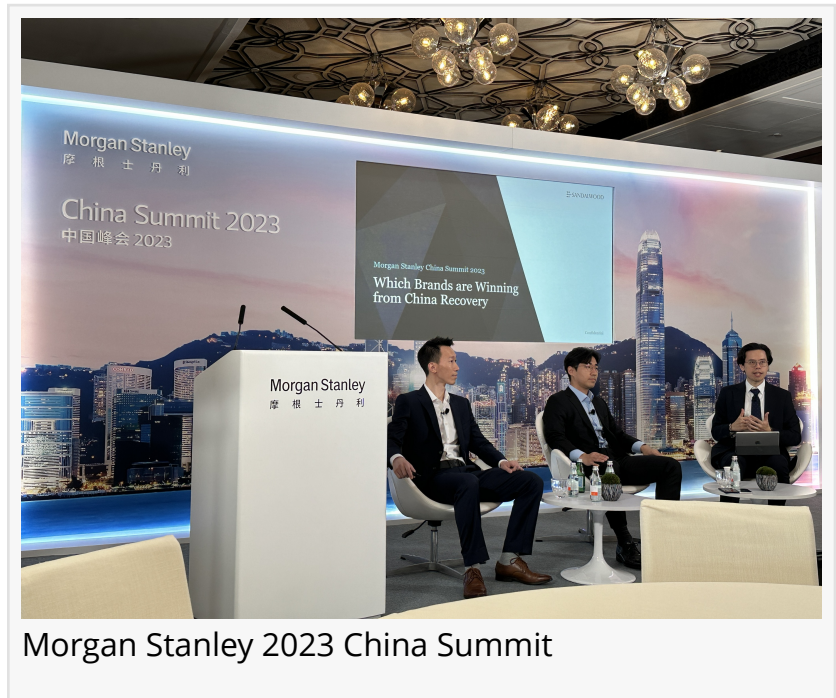 Morgan Stanley
摩根士丹利
China Summit 2023
中国峰会 2023
SANDALWOOD
Morgan Stanley China Summit 2023
Which Brands are Winning
from China Recovery
Morgan Stanley
摩根士丹利
Morgan Stanley 2023 China Summit